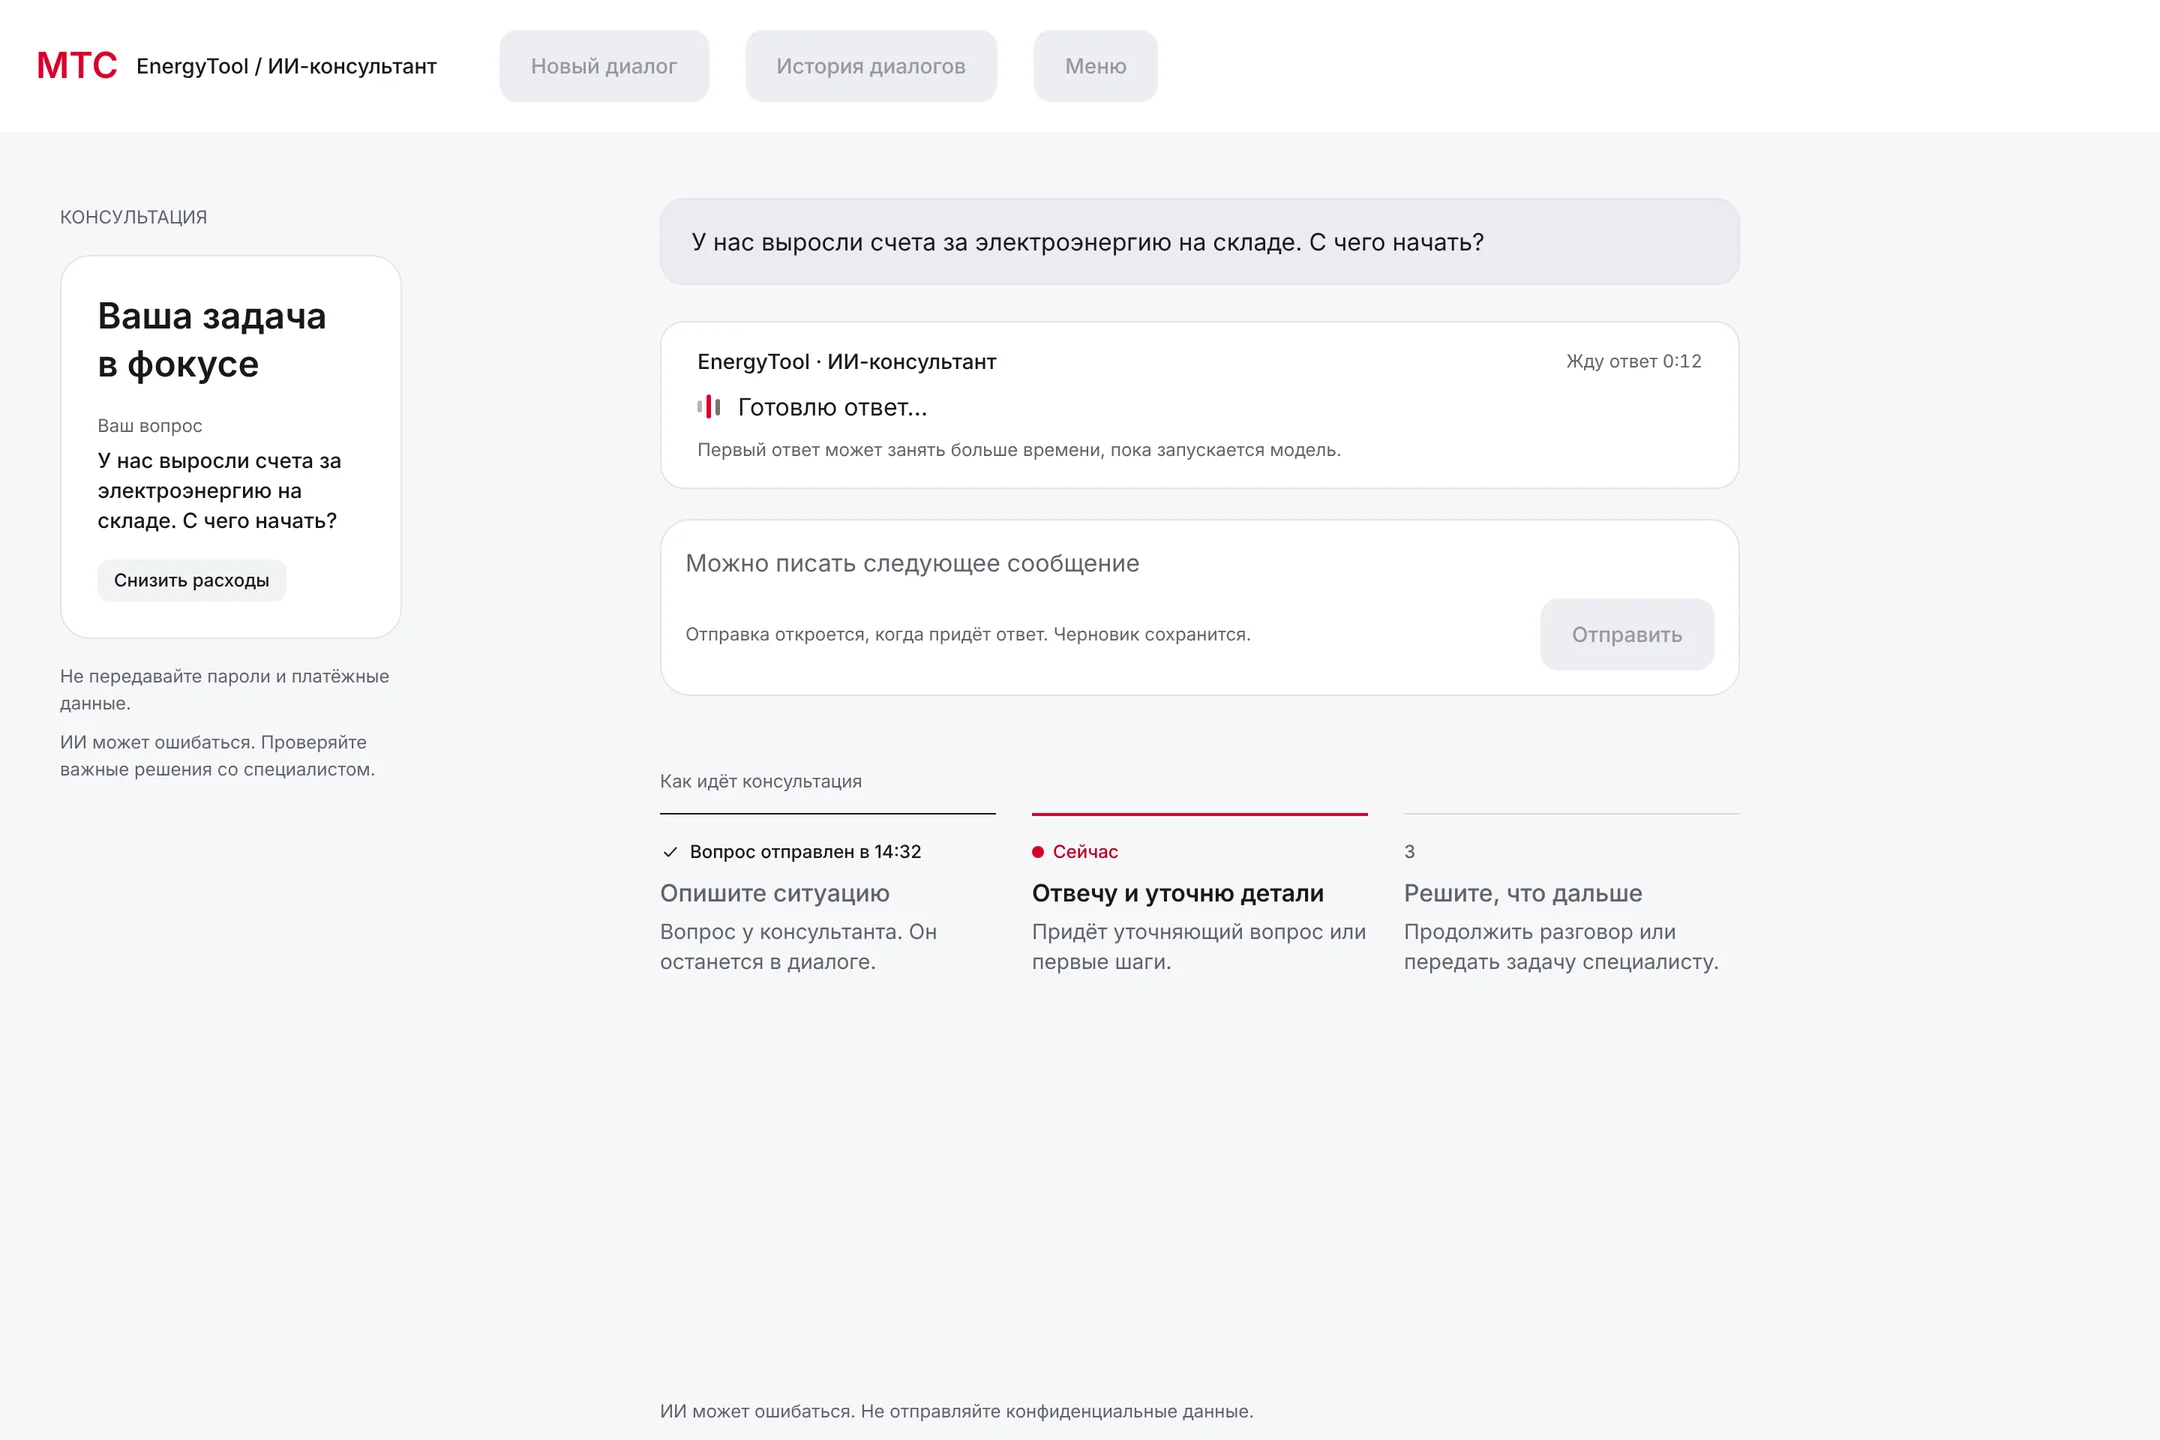 МТС EnergyTool / ИИ-консультант
Новый диалог
История диалогов
Меню
КОНСУЛЬТАЦИЯ
Ваша задача
в фокусе
Ваш вопрос
У нас выросли счета за
электроэнергию на
складе. С чего начать?
Снизить расходы
Не передавайте пароли и платёжные
данные.
ИИ может ошибаться. Проверяйте
важные решения со специалистом.
У нас выросли счета за электроэнергию на складе. С чего начать?
EnergyTool · ИИ-консультант
Жду ответ 0:12
Готовлю ответ...
Первый ответ может занять больше времени, пока запускается модель.
Можно писать следующее сообщение
Отправка откроется, когда придёт ответ. Черновик сохранится.
Отправить
Как идёт консультация
Вопрос отправлен в 14:32
Опишите ситуацию
Вопрос у консультанта. Он
останется в диалоге.
Сейчас
Отвечу и уточню детали
Придёт уточняющий вопрос или
первые шаги.
3
Решите, что дальше
Продолжить разговор или
передать задачу специалисту.
ИИ может ошибаться. Не отправляйте конфиденциальные данные.